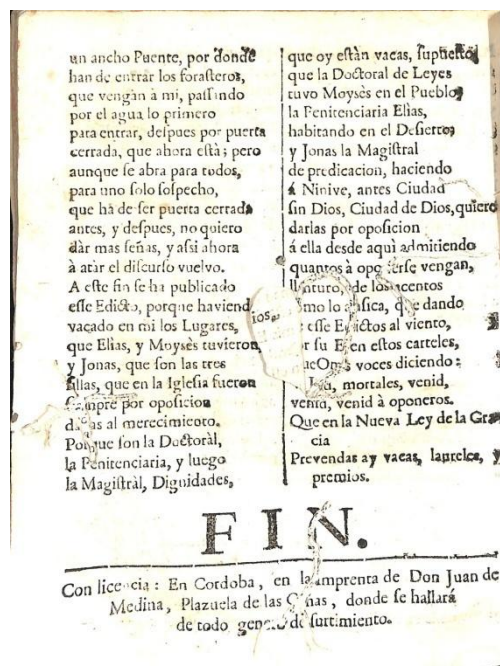 un ancho Puente, por donde
han de entrar los forasteros,
que vengan à mi, passando
por el agua lo primero
para entrar, despues por puerta
cerrada, que ahora està; pero
aunque se abra para todos,
para uno solo sospecho,
que hà de ser puerta cerrada
antes, y despues, no quiero
dàr mas señas, y assi ahora
à atàr el discurso vuelvo.
A este fin se ha publicado
esse Edicto, porque haviendo
vacado en mi los Lugares,
que Elias, y Moysès tuvieron,
y Jonas, que son las tres
Sillas, que en la Iglesia fueron
siempre por oposicion
dadas al merecimiento.
Porque son la Doctoràl,
la Penitenciaria, y luego
la Magistràl, Dignidades,
que oy estàn vacas, supuesto
que la Doctoral de Leyes
tuvo Moysès en el Pueblo,
la Penitenciaria Elias,
habitando en el Desierto,
y Jonas la Magistral
de predicacion, haciendo
á Ninive, antes Ciudad
sin Dios, Ciudad de Dios, quiero
darlas por oposicion
á ella desde aquì admitiendo
quantos à oponerse vengan,
de los acentos
Musica, que dando
esse Edictos al viento,
su E en estos carteles,
voces diciendo:
mortales, venid,
venid, venid à oponeros.
Que en la Nueva Ley de la Gra
cia
Prevendas ay vacas, laureles, y
premios.
FIN.
Con licencia: En Cordoba, en la Imprenta de Don Juan de
Medina, Plazuela de las Cañas, donde se hallará
de todo genero de surtimiento.